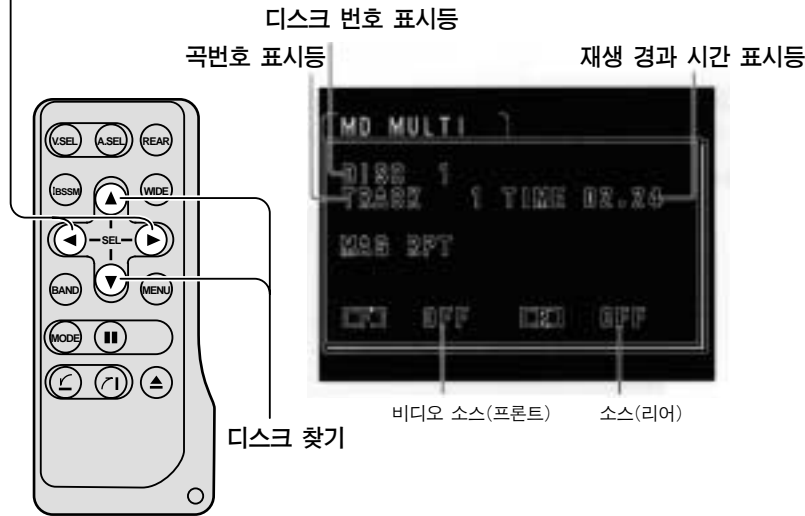 디스크 번호 표시등
곡번호 표시등
재생 경과 시간 표시등
V.SEL A.SEL REAR
BSSM WIDE
SEL
BAND MENU
MODE
MD MULTI
DISC 1
TRACK 1 TIME 02.24
MAG RPT
F OFF R OFF
비디오 소스(프론트)
소스(리어)
디스크 찾기